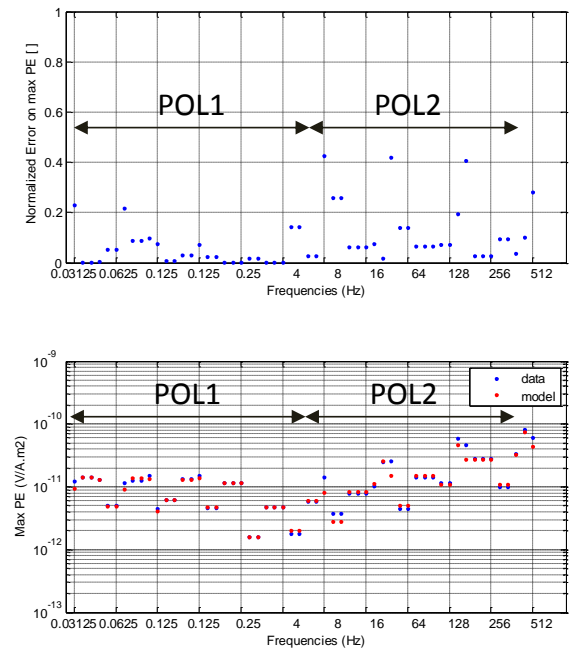 1
0.8
0.6
0.4
0.2
0
Normalized Error on max PE [ ]
POL1
POL2
0.03125 0.0625 0.125 0.125 0.25 4 8 16 64 128 256 512
Frequencies (Hz)
10^-9
10^-10
10^-11
10^-12
10^-13
Max PE (V/A.m2)
POL1
POL2
data
model
0.03125 0.0625 0.125 0.125 0.25 4 8 16 64 128 256 512
Frequencies (Hz)